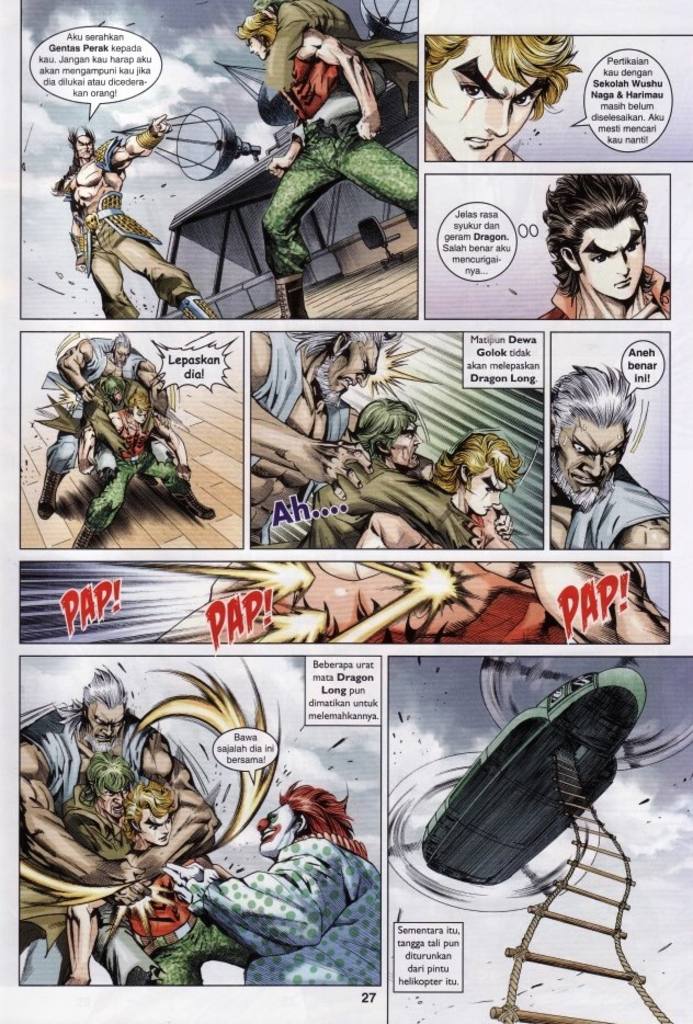 Aku serahkan
Gentas Perak kepada
kau. Jangan kau harap aku
akan mengampuni kau jika
dia dilukai atau dicedera-
kan orang!
Pertikaian
kau dengan
Sekolah Wushu
Naga & Harimau
masih belum
diselesaikan. Aku
mesti mencari
kau nanti!
Jelas rasa
syukur dan
geram Dragon.
Salah benar aku
mencurigai-
nya...
Lepaskan
dia!
Matipun Dewa
Golok tidak
akan melepaskan
Dragon Long.
Ah....
Aneh
benar
ini!
PAP!
PAP!
PAP!
Beberapa urat
mata Dragon
Long pun
dimatikan untuk
melemahkannya.
Bawa
sajalah dia ini
bersama!
Sementara itu,
tangga tali pun
diturunkan
dari pintu
helikopter itu.
27